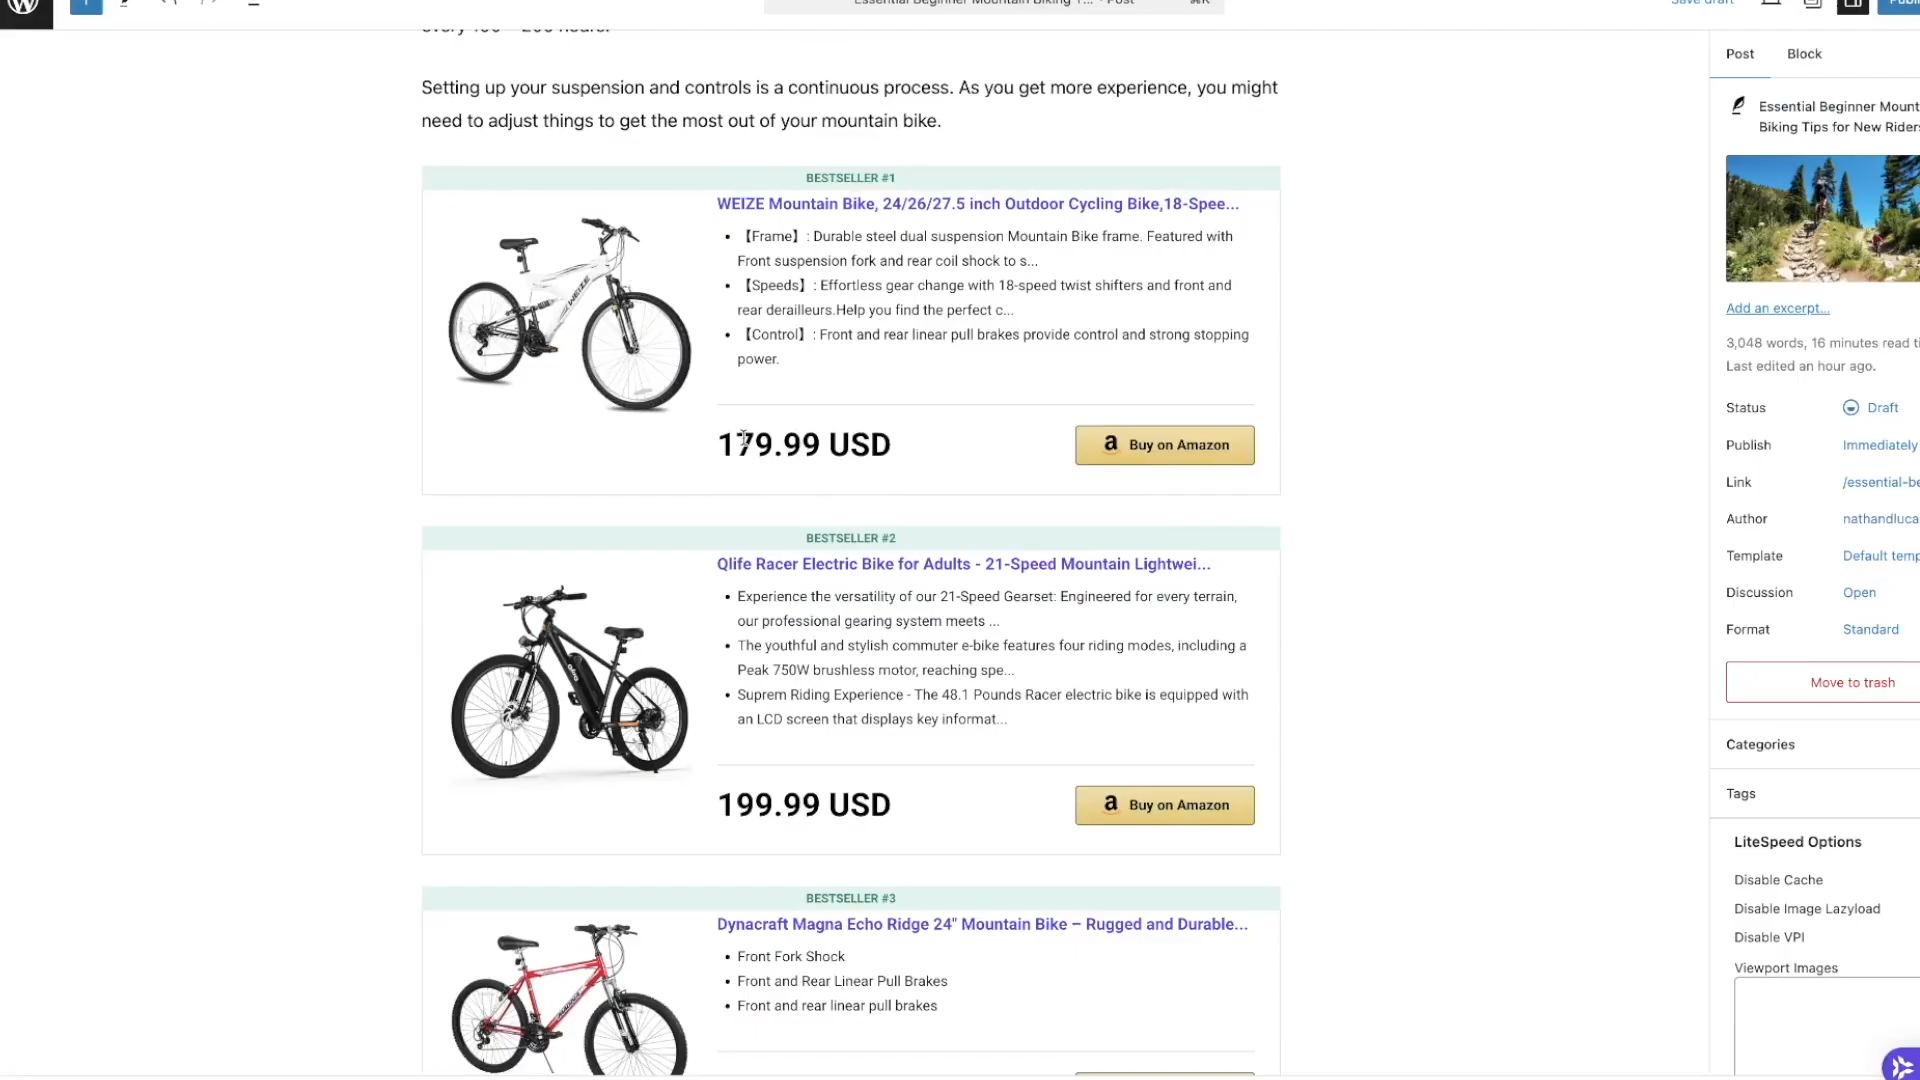 Essential Beginner Mountain Biking T... · Post
⌘K
Save draft
every 100 – 200 hours.
Setting up your suspension and controls is a continuous process. As you get more experience, you might
need to adjust things to get the most out of your mountain bike.
BESTSELLER #1
WEIZE Mountain Bike, 24/26/27.5 inch Outdoor Cycling Bike,18-Spee...
• 【Frame】: Durable steel dual suspension Mountain Bike frame. Featured with
Front suspension fork and rear coil shock to s...
• 【Speeds】: Effortless gear change with 18-speed twist shifters and front and
rear derailleurs.Help you find the perfect c...
• 【Control】: Front and rear linear pull brakes provide control and strong stopping
power.
179.99 USD
Buy on Amazon
BESTSELLER #2
Qlife Racer Electric Bike for Adults - 21-Speed Mountain Lightwei...
• Experience the versatility of our 21-Speed Gearset: Engineered for every terrain,
our professional gearing system meets ...
• The youthful and stylish commuter e-bike features four riding modes, including a
Peak 750W brushless motor, reaching spe...
• Suprem Riding Experience - The 48.1 Pounds Racer electric bike is equipped with
an LCD screen that displays key informat...
199.99 USD
Buy on Amazon
BESTSELLER #3
Dynacraft Magna Echo Ridge 24" Mountain Bike – Rugged and Durable...
• Front Fork Shock
• Front and Rear Linear Pull Brakes
• Front and rear linear pull brakes
Post
Block
Essential Beginner Mount
Biking Tips for New Riders
Add an excerpt...
3,048 words, 16 minutes read ti
Last edited an hour ago.
Status Draft
Publish Immediately
Link /essential-be
Author nathandluca
Template Default temp
Discussion Open
Format Standard
Move to trash
Categories
Tags
LiteSpeed Options
Disable Cache
Disable Image Lazyload
Disable VPI
Viewport Images